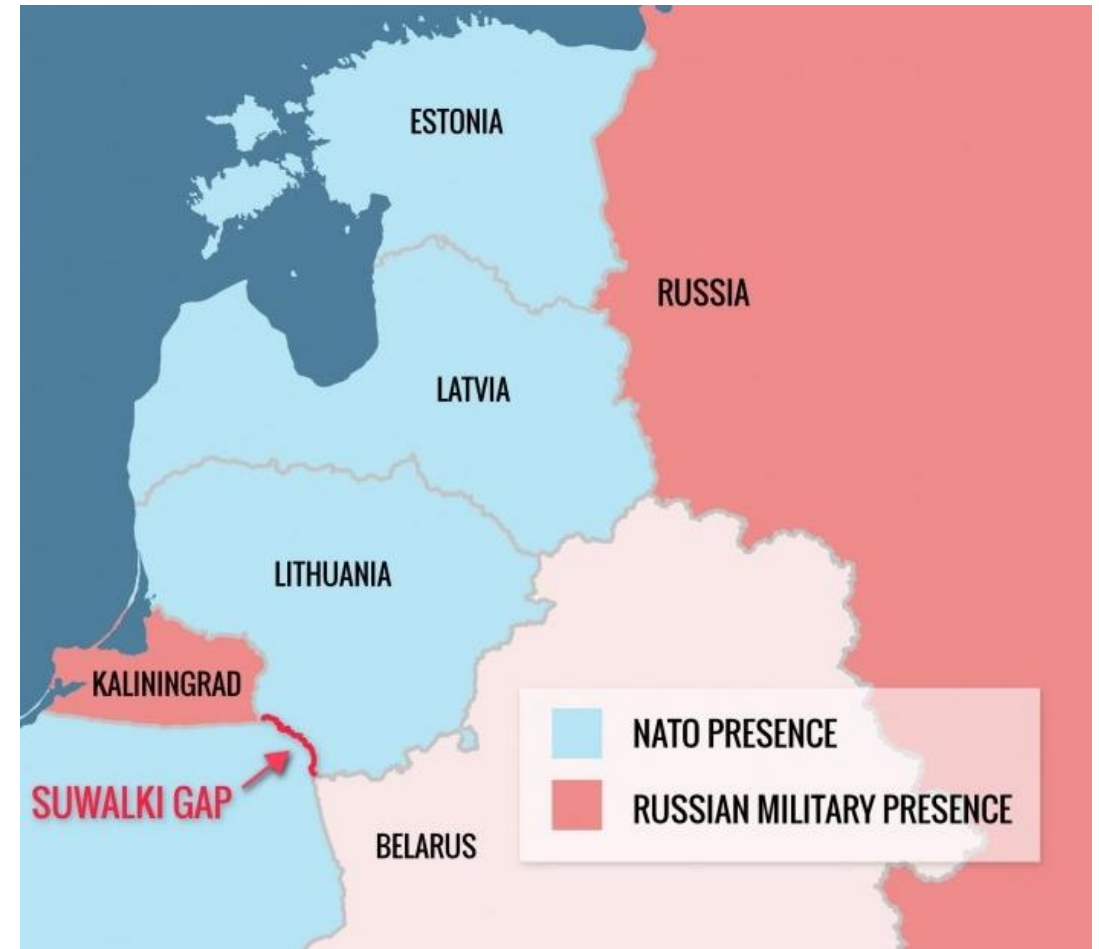 ESTONIA
RUSSIA
LATVIA
LITHUANIA
KALININGRAD
SUWALKI GAP
BELARUS
NATO PRESENCE
RUSSIAN MILITARY PRESENCE